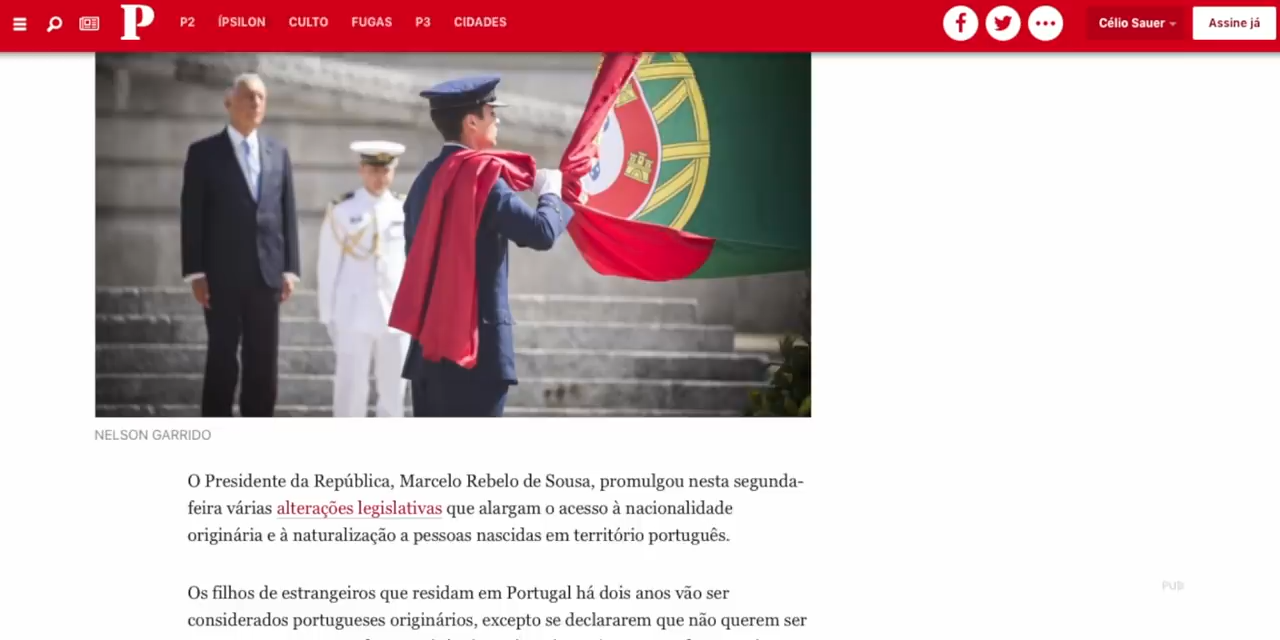 P P2 ÍPSILON CULTO FUGAS P3 CIDADES Célio Sauer Assine já
NELSON GARRIDO
O Presidente da República, Marcelo Rebelo de Sousa, promulgou nesta segunda-
feira várias alterações legislativas que alargam o acesso à nacionalidade
originária e à naturalização a pessoas nascidas em território português.
Os filhos de estrangeiros que residam em Portugal há dois anos vão ser
considerados portugueses originários, excepto se declararem que não querem ser
PUB